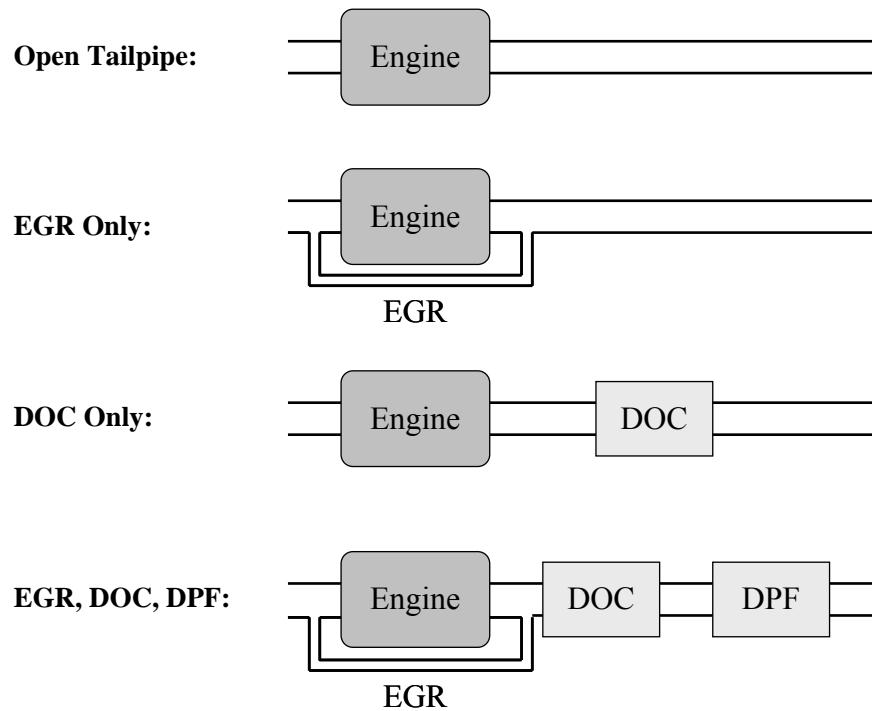 Open Tailpipe:
Engine
EGR Only:
Engine
EGR
DOC Only:
Engine
DOC
EGR, DOC, DPF:
Engine
DOC
DPF
EGR